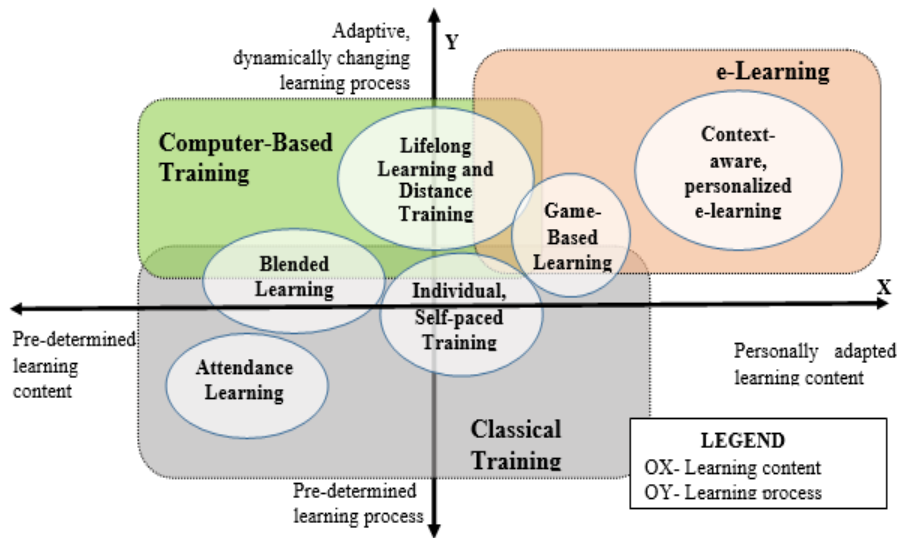 Adaptive,
dynamically changing
learning process
Y
e-Learning
Computer-Based
Training
Lifelong
Learning and
Distance
Training
Context-
aware,
personalized
e-learning
Game-
Based
Learning
Blended
Learning
Individual,
Self-paced
Training
X
Pre-determined
learning
content
Attendance
Learning
Personally adapted
learning content
Classical
Training
Pre-determined
learning process
LEGEND
OX- Learning content
OY- Learning process